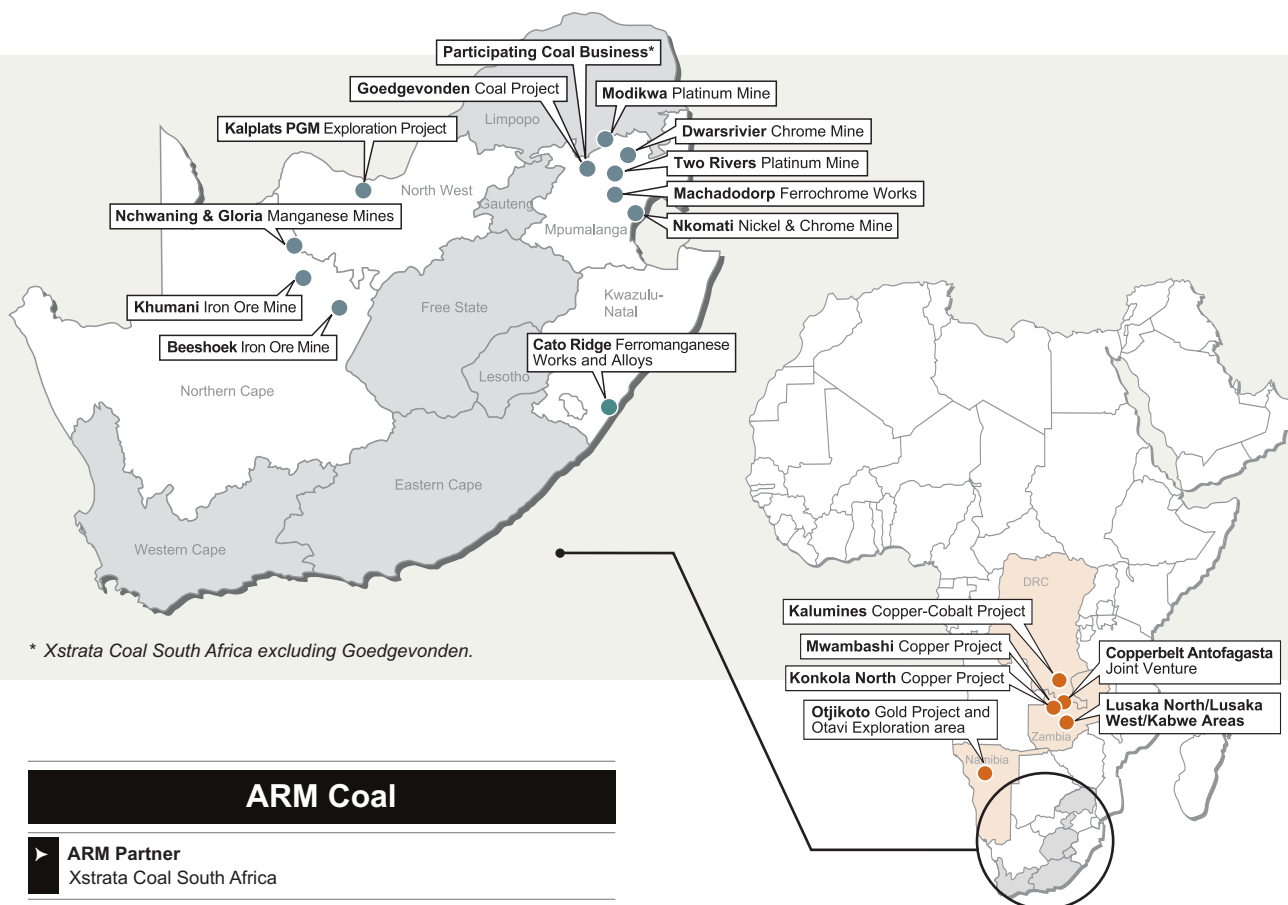 Participating Coal Business*
Goedgevonden Coal Project
Modikwa Platinum Mine
Limpopo
Kalplats PGM Exploration Project
Dwarsrivier Chrome Mine
Two Rivers Platinum Mine
North West
Gauteng
Machadodorp Ferrochrome Works
Nchwaning & Gloria Manganese Mines
Mpumalanga
Nkomati Nickel & Chrome Mine
Khumani Iron Ore Mine
Free State
Kwazulu-
Natal
Beeshoek Iron Ore Mine
Cato Ridge Ferromanganese
Works and Alloys
Lesotho
Northern Cape
Eastern Cape
Western Cape
* Xstrata Coal South Africa excluding Goedgevonden.
DRC
Kalumines Copper-Cobalt Project
Mwambashi Copper Project
Konkola North Copper Project
Copperbelt Antofagasta
Joint Venture
Otjikoto Gold Project and
Otavi Exploration area
Lusaka North/Lusaka
West/Kabwe Areas
Zambia
Namibia
ARM Coal
ARM Partner
Xstrata Coal South Africa